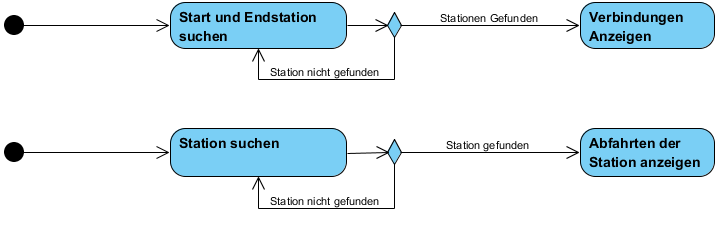 Start und Endstation
suchen
Stationen Gefunden
Verbindungen
Anzeigen
Station nicht gefunden
Station suchen
Station gefunden
Abfahrten der
Station anzeigen
Station nicht gefunden